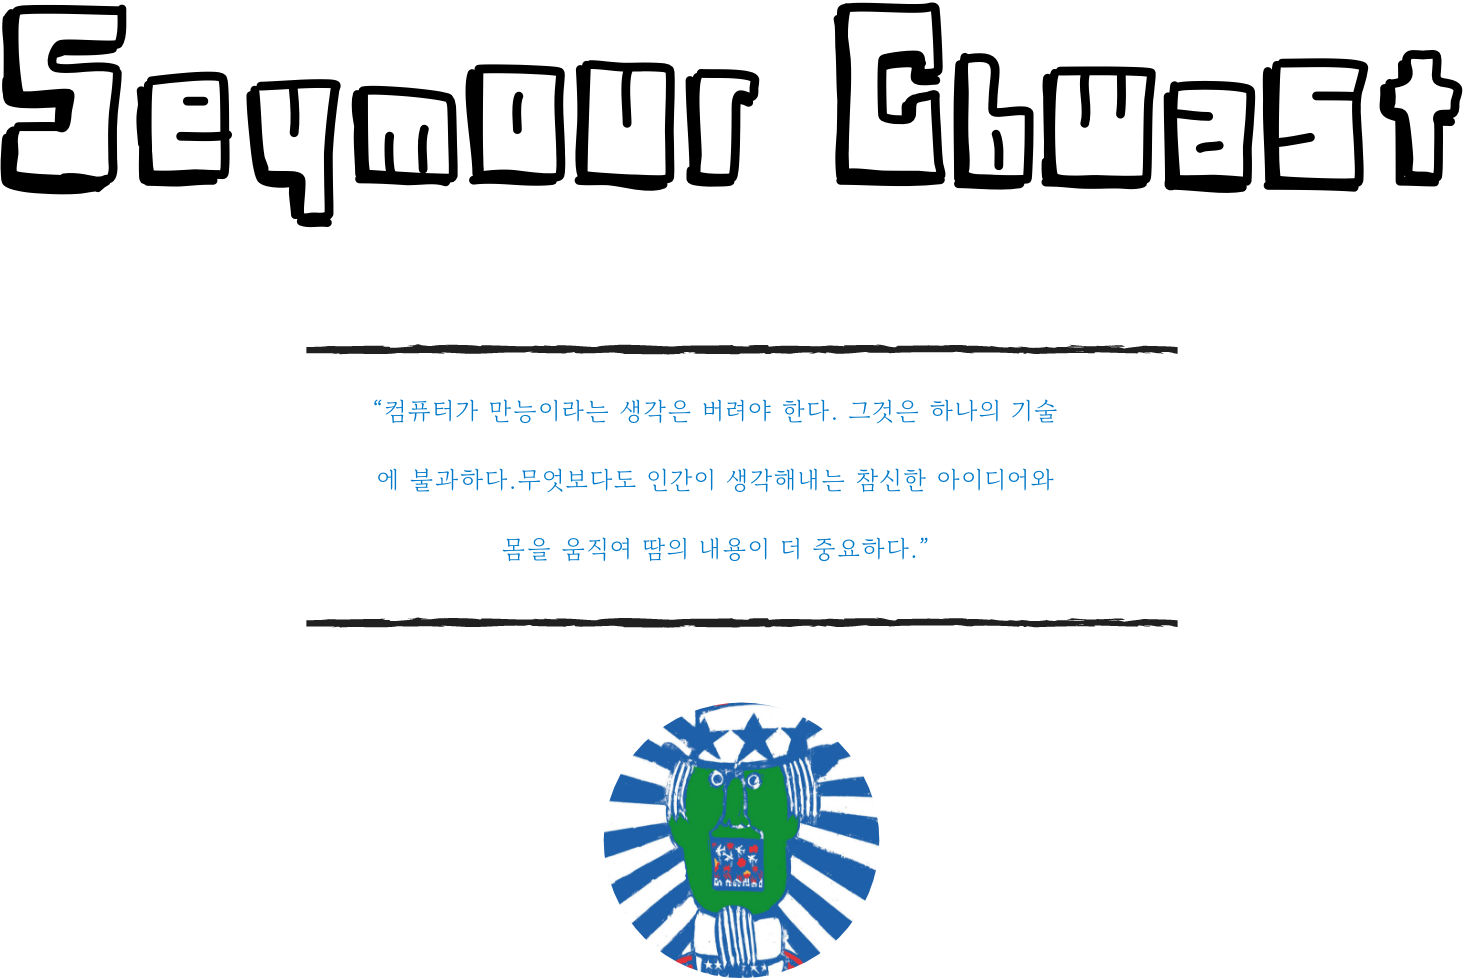 Seymour Chwast
“컴퓨터가 만능이라는 생각은 버려야 한다. 그것은 하나의 기술
에 불과하다.무엇보다도 인간이 생각해내는 참신한 아이디어와
몸을 움직여 땀의 내용이 더 중요하다.”